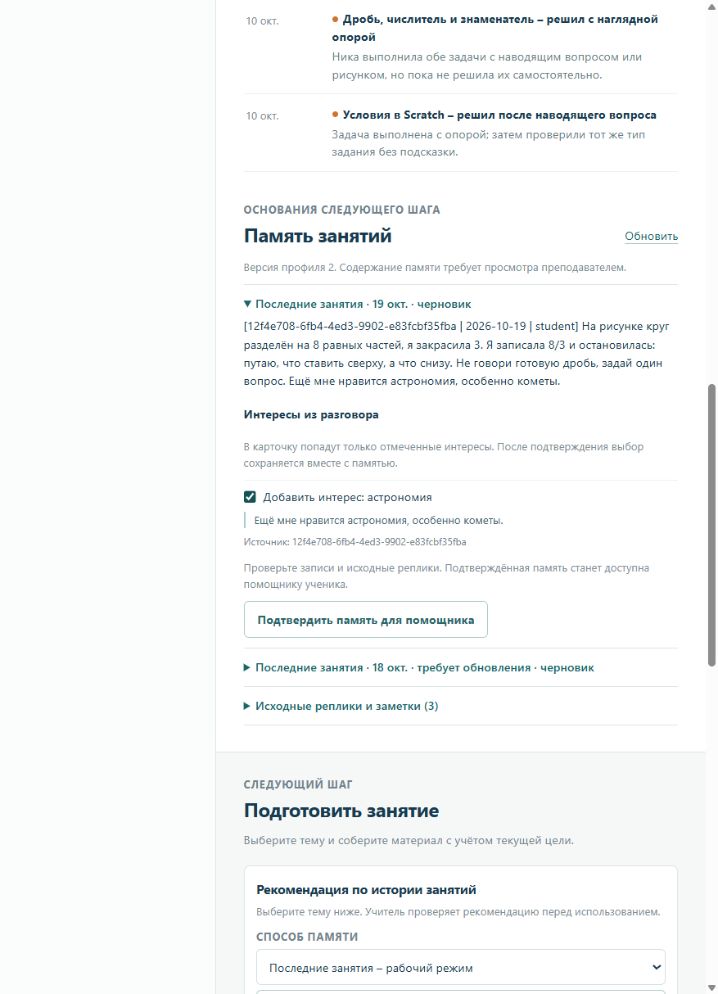 10 окт.
Дробь, числитель и знаменатель – решил с наглядной
опорой
Ника выполнила обе задачи с наводящим вопросом или
рисунком, но пока не решила их самостоятельно.
10 окт.
Условия в Scratch – решил после наводящего вопроса
Задача выполнена с опорой; затем проверили тот же тип
задания без подсказки.
ОСНОВАНИЯ СЛЕДУЮЩЕГО ШАГА
Память занятий
Обновить
Версия профиля 2. Содержание памяти требует просмотра преподавателем.
Последние занятия · 19 окт. · черновик
[12f4e708-6fb4-4ed3-9902-e83fcbf35fba | 2026-10-19 | student] На рисунке круг
разделён на 8 равных частей, я закрасила 3. Я записала 8/3 и остановилась:
путаю, что ставить сверху, а что снизу. Не говори готовую дробь, задай один
вопрос. Ещё мне нравится астрономия, особенно кометы.
Интересы из разговора
В карточку попадут только отмеченные интересы. После подтверждения выбор
сохраняется вместе с памятью.
Добавить интерес: астрономия
Ещё мне нравится астрономия, особенно кометы.
Источник: 12f4e708-6fb4-4ed3-9902-e83fcbf35fba
Проверьте записи и исходные реплики. Подтверждённая память станет доступна
помощнику ученика.
Подтвердить память для помощника
Последние занятия · 18 окт. · требует обновления · черновик
Исходные реплики и заметки (3)
СЛЕДУЮЩИЙ ШАГ
Подготовить занятие
Выберите тему и соберите материал с учётом текущей цели.
Рекомендация по истории занятий
Выберите тему ниже. Учитель проверяет рекомендацию перед использованием.
СПОСОБ ПАМЯТИ
Последние занятия – рабочий режим